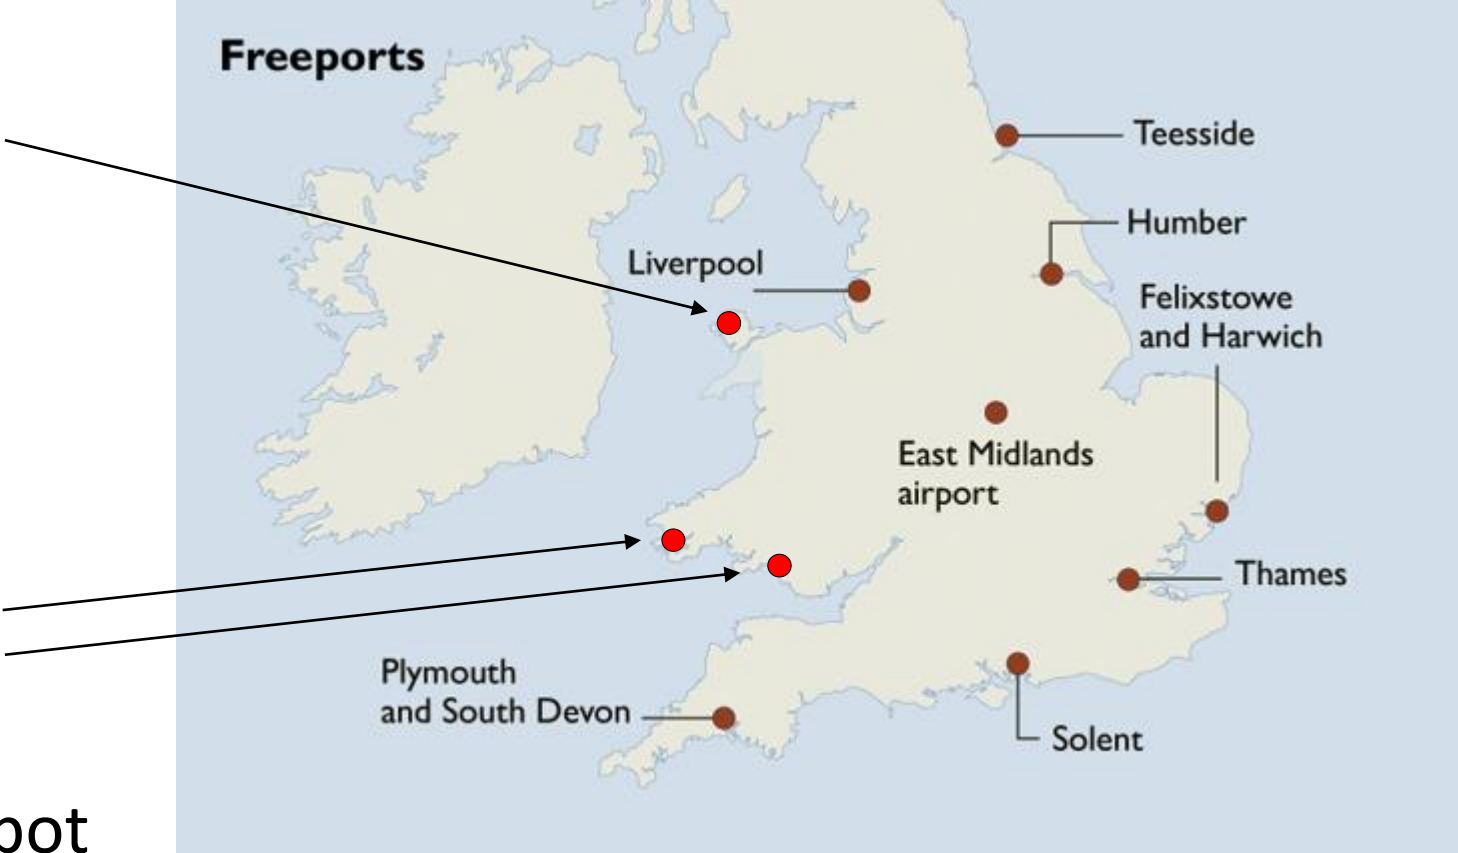 Freeports
Teesside
Humber
Liverpool
Felixstowe
and Harwich
East Midlands
airport
Thames
Plymouth
and South Devon
Solent